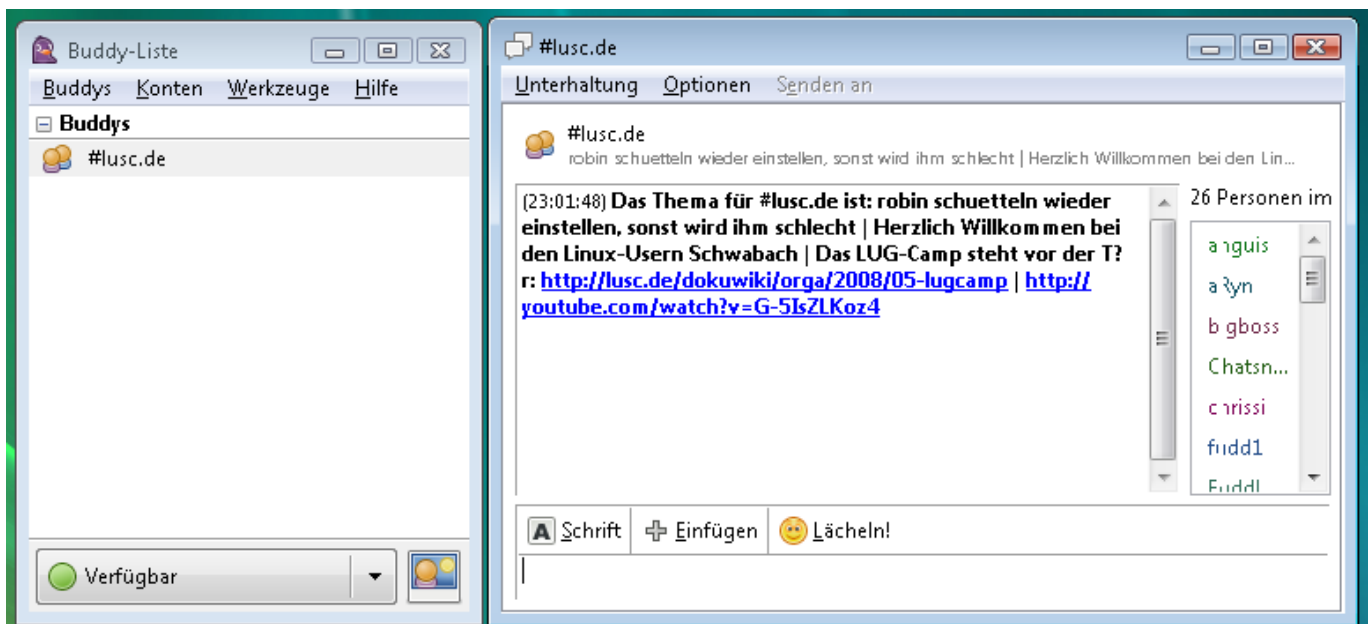 Buddy-Liste
Buddys Konten Werkzeuge Hilfe
Buddys
#lusc.de
Verfügbar
#lusc.de
Unterhaltung Optionen Senden an
#lusc.de
robin schuetteln wieder einstellen, sonst wird ihm schlecht | Herzlich Willkommen bei den Lin...
(23:01:48) Das Thema für #lusc.de ist: robin schuetteln wieder
einstellen, sonst wird ihm schlecht | Herzlich Willkommen bei
den Linux-Usern Schwabach | Das LUG-Camp steht vor der T?
r: http://lusc.de/dokuwiki/orga/2008/05-lugcamp | http://
youtube.com/watch?v=G-5IsZLKoz4
26 Personen im
anguis
aRyn
bigboss
Chatsn...
chrissi
fudd1
Schrift Einfügen Lächeln!